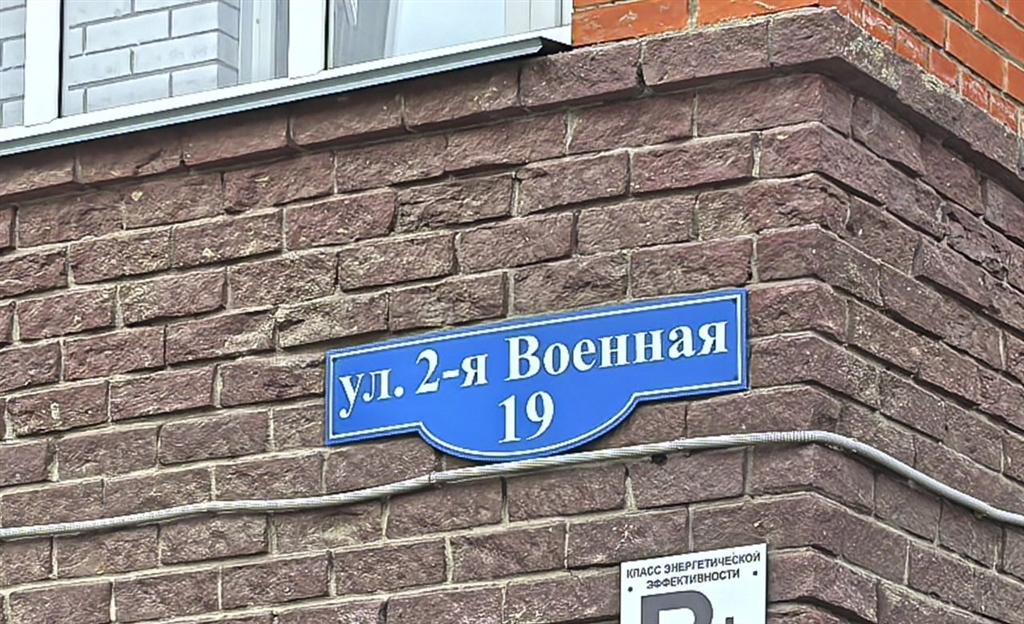 ул. 2-я Военная
19
КЛАСС ЭНЕРГЕТИЧЕСКОЙ
ЭФФЕКТИВНОСТИ